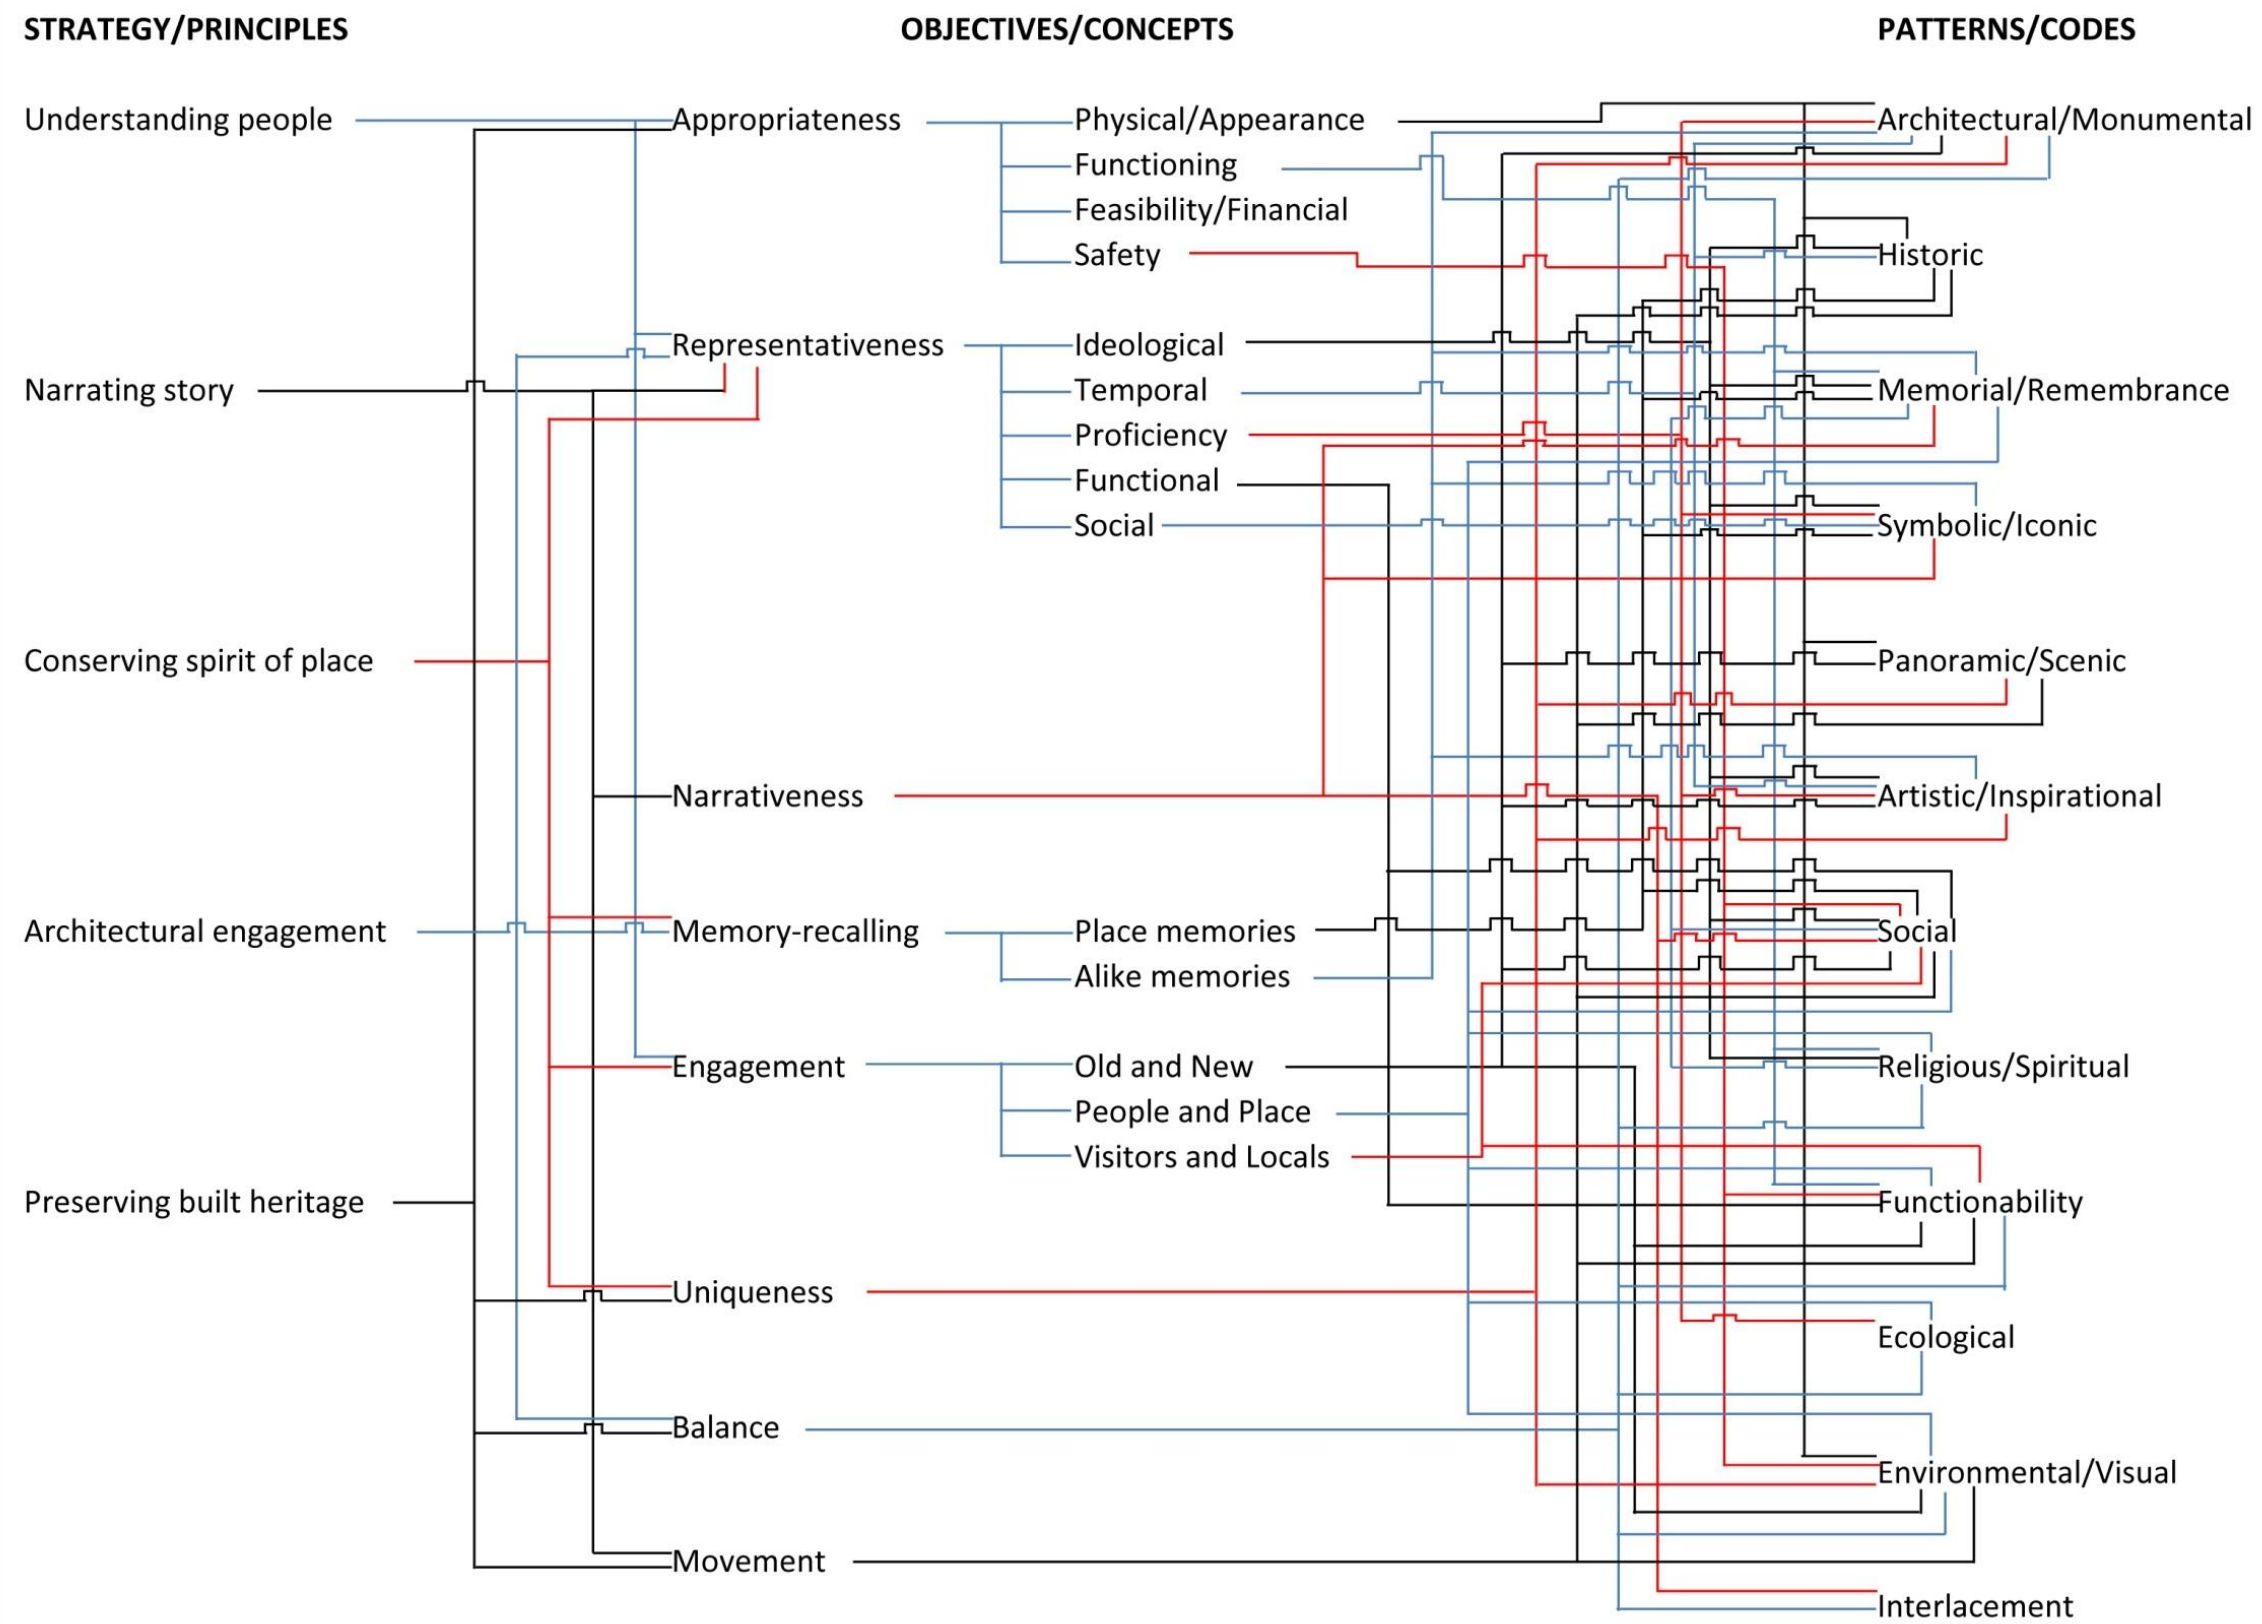 STRATEGY/PRINCIPLES
OBJECTIVES/CONCEPTS
PATTERNS/CODES
Understanding people
Narrating story
Conserving spirit of place
Architectural engagement
Preserving built heritage
Appropriateness
Representativeness
Narrativeness
Memory-recalling
Engagement
Uniqueness
Balance
Movement
Physical/Appearance
Functioning
Feasibility/Financial
Safety
Ideological
Temporal
Proficiency
Functional
Social
Place memories
Alike memories
Old and New
People and Place
Visitors and Locals
Architectural/Monumental
Historic
Memorial/Remembrance
Symbolic/Iconic
Panoramic/Scenic
Artistic/Inspirational
Social
Religious/Spiritual
Functionability
Ecological
Environmental/Visual
Interlacement